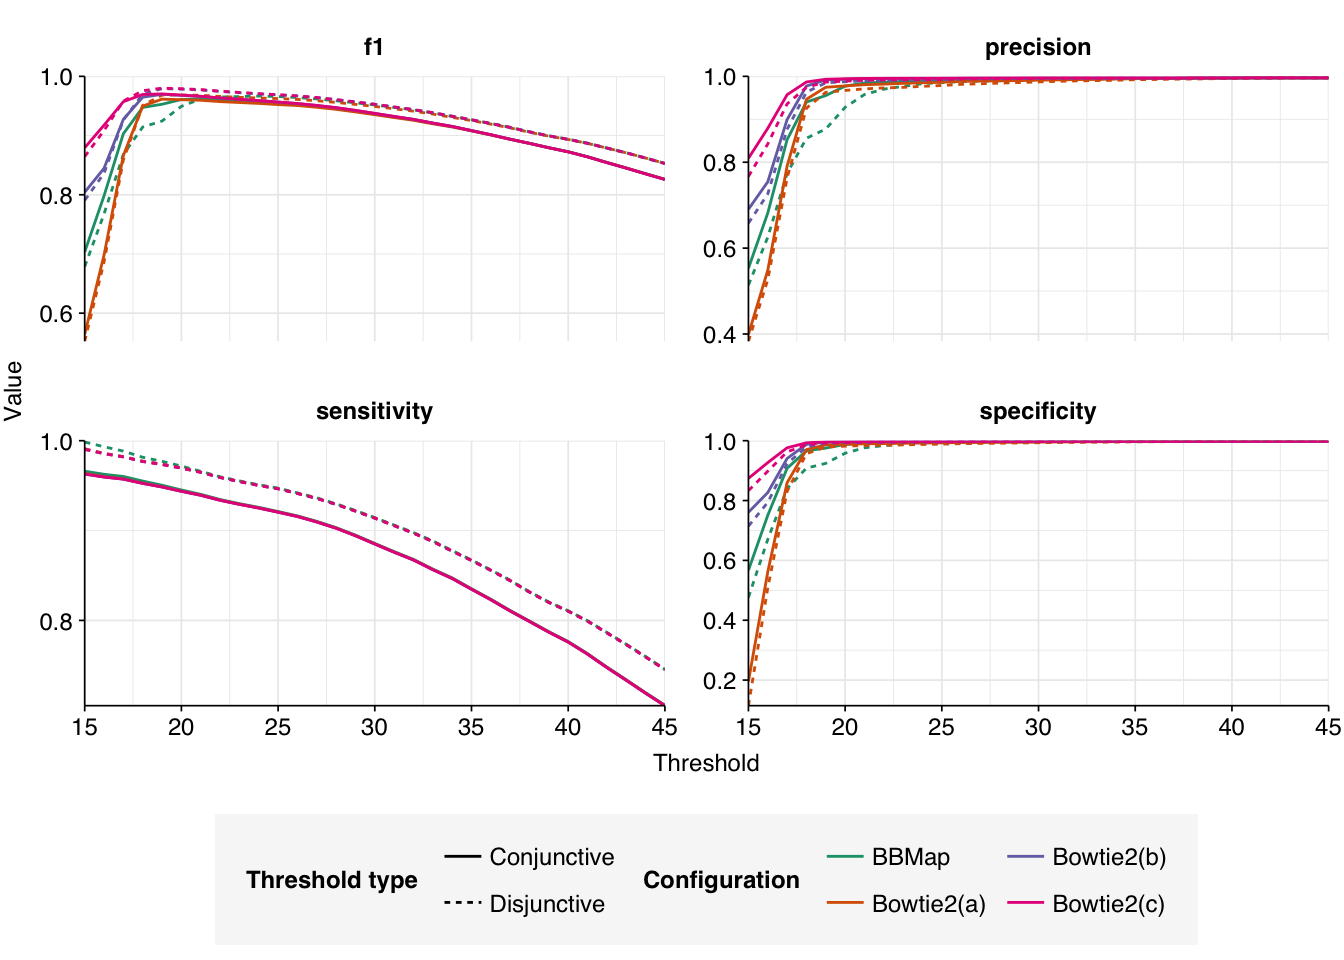 f1
precision
1.0
0.8
0.6
1.0
0.8
0.6
0.4
Value
sensitivity
specificity
1.0
0.8
1.0
0.8
0.6
0.4
0.2
15 20 25 30 35 40 45
15 20 25 30 35 40 45
Threshold
Threshold type
Conjunctive
Disjunctive
Configuration
BBMap
Bowtie2(a)
Bowtie2(b)
Bowtie2(c)